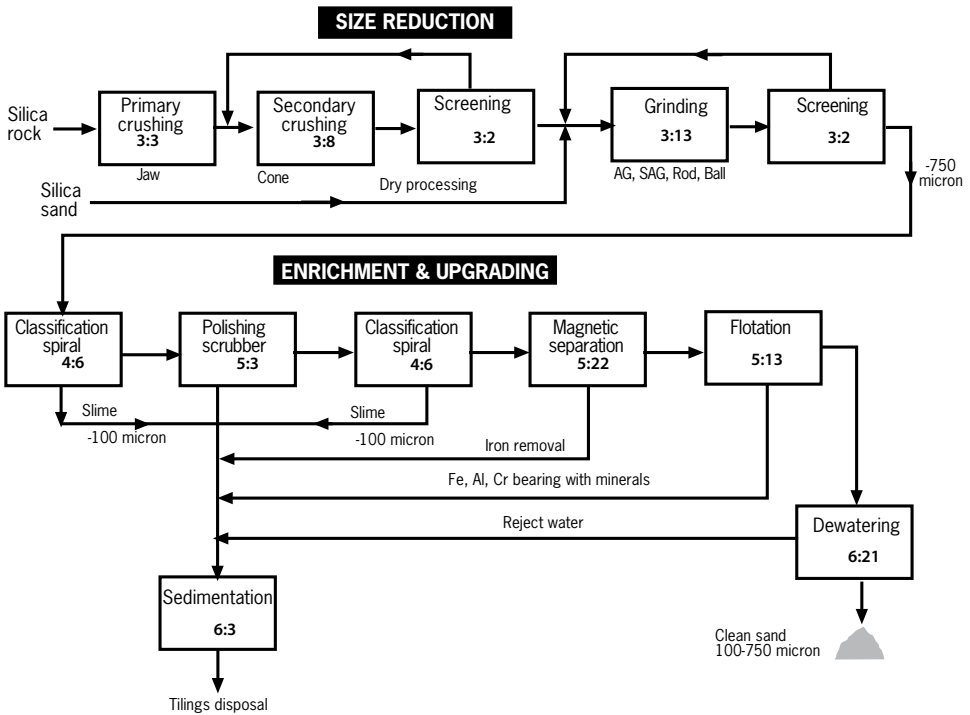 SIZE REDUCTION
Silica
rock
Primary
crushing
3:3
Jaw
Secondary
crushing
3:8
Cone
Screening
3:2
Grinding
3:13
AG, SAG, Rod, Ball
Screening
3:2
-750
micron
Silica
sand
Dry processing
ENRICHMENT & UPGRADING
Classification
spiral
4:6
Polishing
scrubber
5:3
Classification
spiral
4:6
Magnetic
separation
5:22
Flotation
5:13
Slime
-100 micron
Slime
-100 micron
Iron removal
Fe, Al, Cr bearing with minerals
Reject water
Dewatering
6:21
Sedimentation
6:3
Clean sand
100-750 micron
Tilings disposal